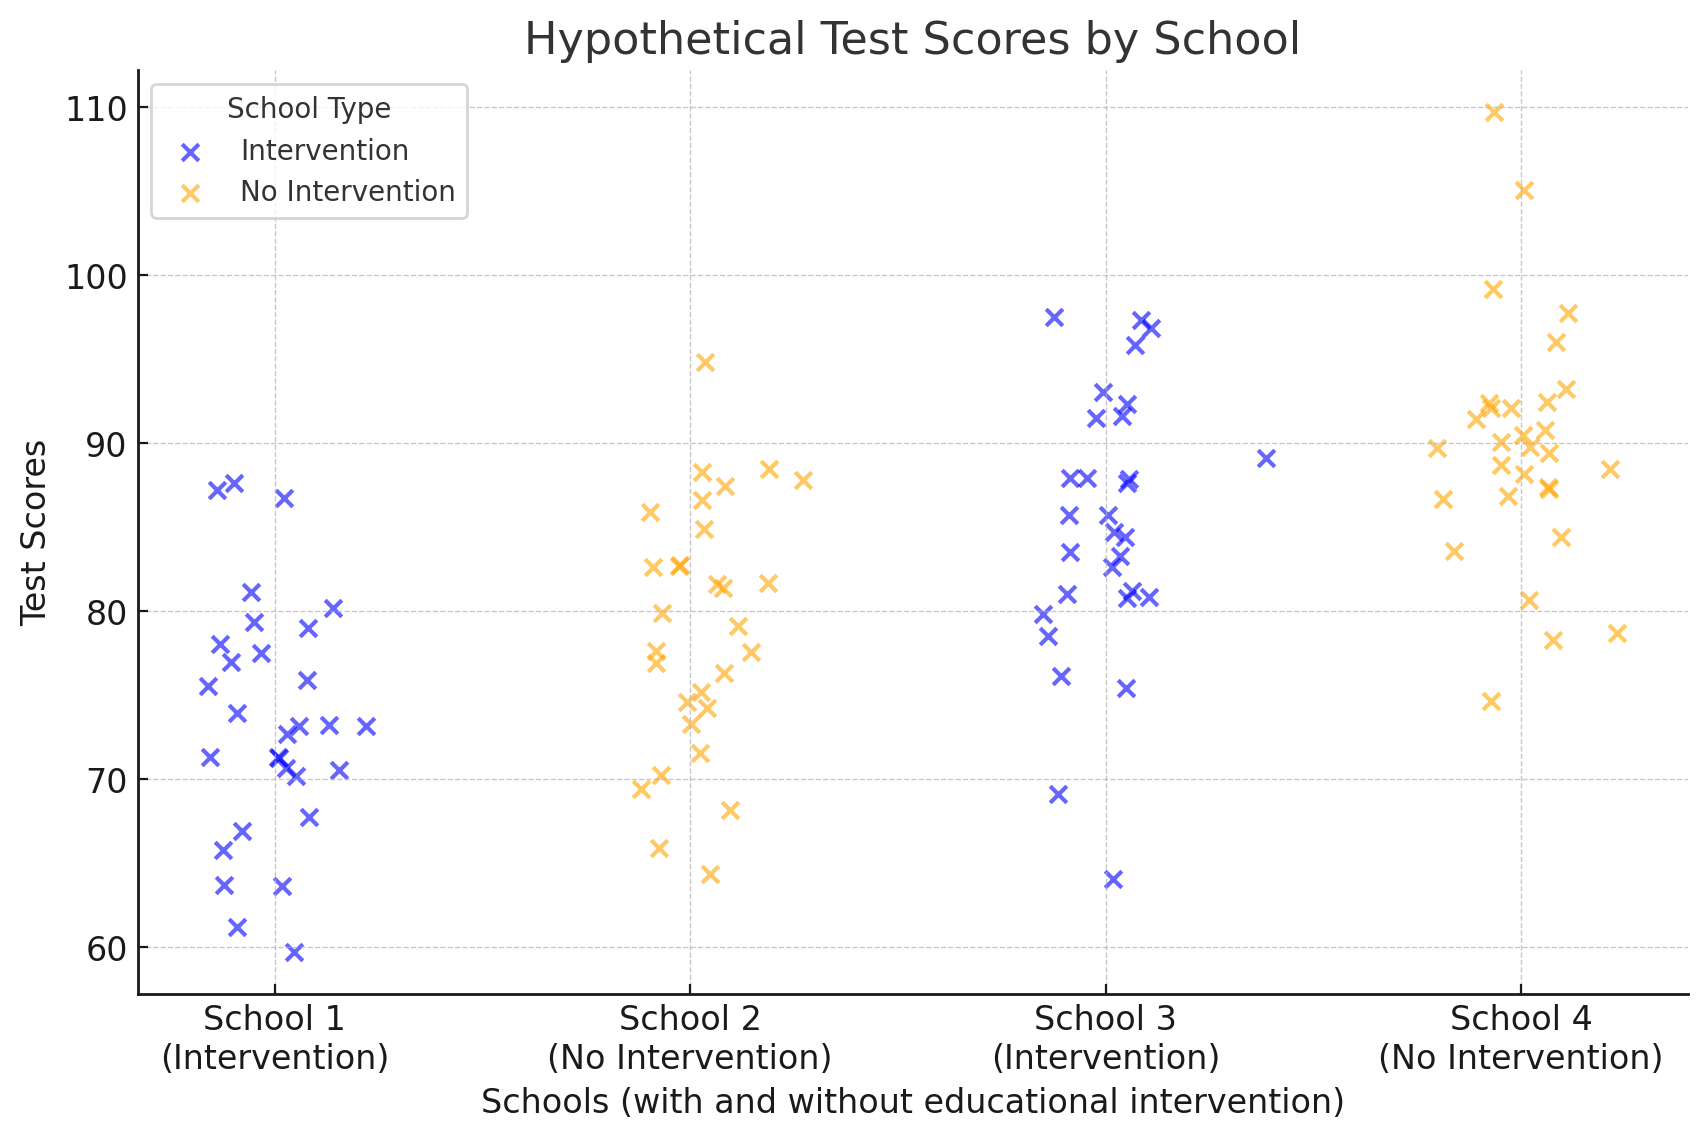 Hypothetical Test Scores by School
School Type
Intervention
No Intervention
110
100
90
80
70
60
Test Scores
School 1
(Intervention)
School 2
(No Intervention)
School 3
(Intervention)
School 4
(No Intervention)
Schools (with and without educational intervention)